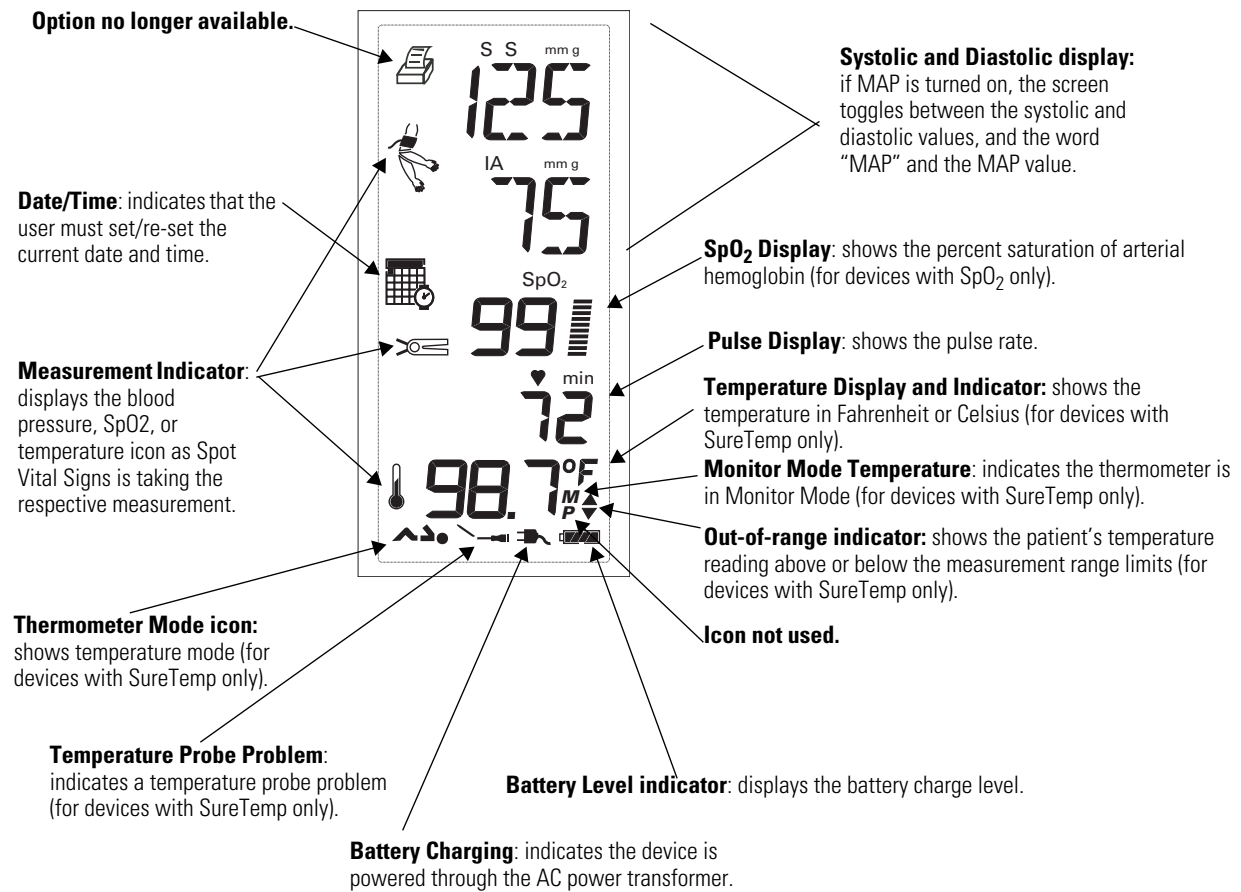 Option no longer available.
S S mm g
125
IA mm g
75
SpO₂
99
min
72
98.7°F
M
P
Systolic and Diastolic display:
if MAP is turned on, the screen
toggles between the systolic and
diastolic values, and the word
“MAP” and the MAP value.
Date/Time: indicates that the
user must set/re-set the
current date and time.
SpO₂ Display: shows the percent saturation of arterial
hemoglobin (for devices with SpO₂ only).
Pulse Display: shows the pulse rate.
Measurement Indicator:
displays the blood
pressure, SpO2, or
temperature icon as Spot
Vital Signs is taking the
respective measurement.
Temperature Display and Indicator: shows the
temperature in Fahrenheit or Celsius (for devices with
SureTemp only).
Monitor Mode Temperature: indicates the thermometer is
in Monitor Mode (for devices with SureTemp only).
Out-of-range indicator: shows the patient’s temperature
reading above or below the measurement range limits (for
devices with SureTemp only).
Icon not used.
Thermometer Mode icon:
shows temperature mode (for
devices with SureTemp only).
Temperature Probe Problem:
indicates a temperature probe problem
(for devices with SureTemp only).
Battery Level indicator: displays the battery charge level.
Battery Charging: indicates the device is
powered through the AC power transformer.